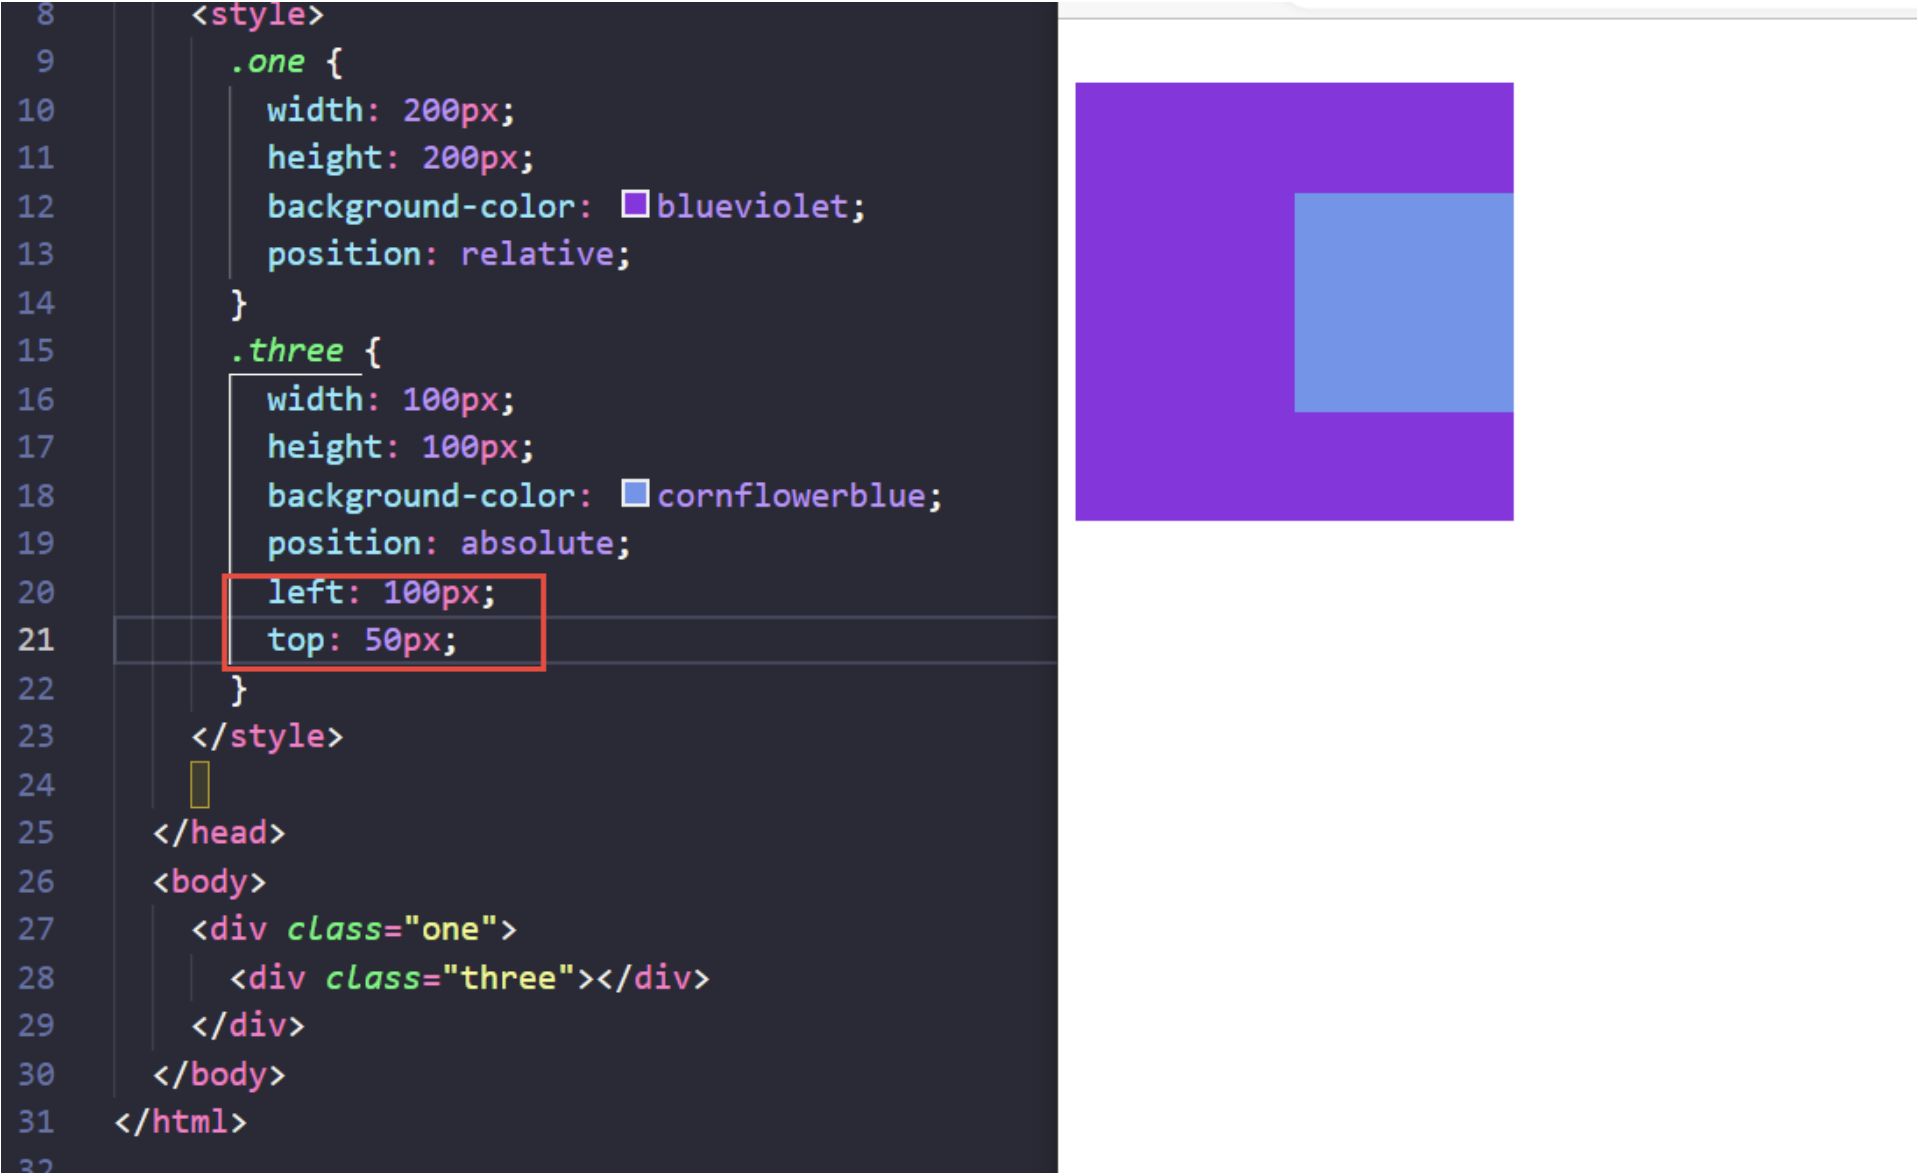 8 <style>
9 .one {
10 width: 200px;
11 height: 200px;
12 background-color: blueviolet;
13 position: relative;
14 }
15 .three {
16 width: 100px;
17 height: 100px;
18 background-color: cornflowerblue;
19 position: absolute;
20 left: 100px;
21 top: 50px;
22 }
23 </style>
24
25 </head>
26 <body>
27 <div class="one">
28 <div class="three"></div>
29 </div>
30 </body>
31 </html>
32